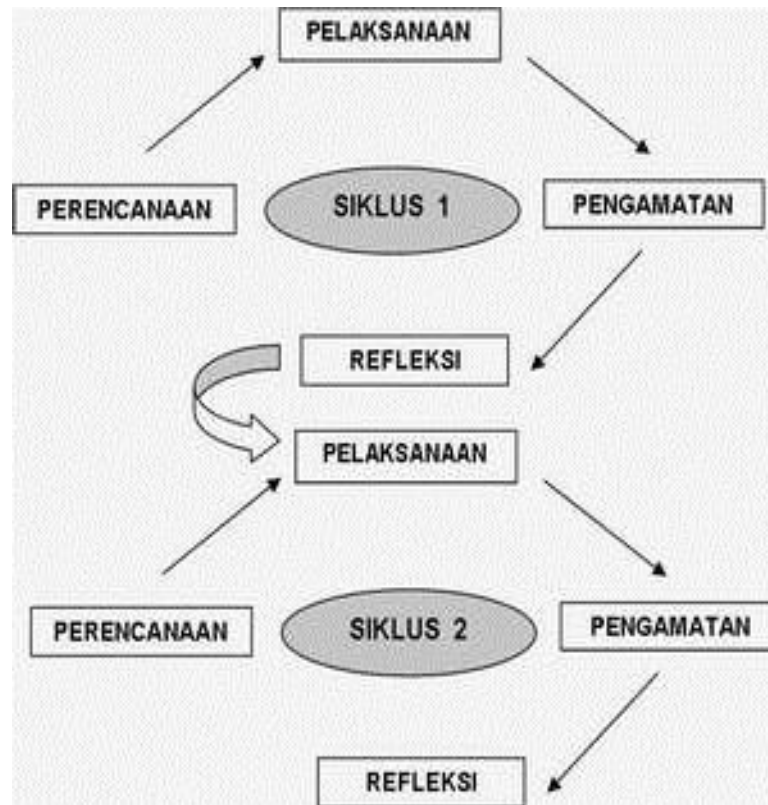 PELAKSANAAN
PERENCANAAN
SIKLUS 1
PENGAMATAN
REFLEKSI
PELAKSANAAN
PERENCANAAN
SIKLUS 2
PENGAMATAN
REFLEKSI